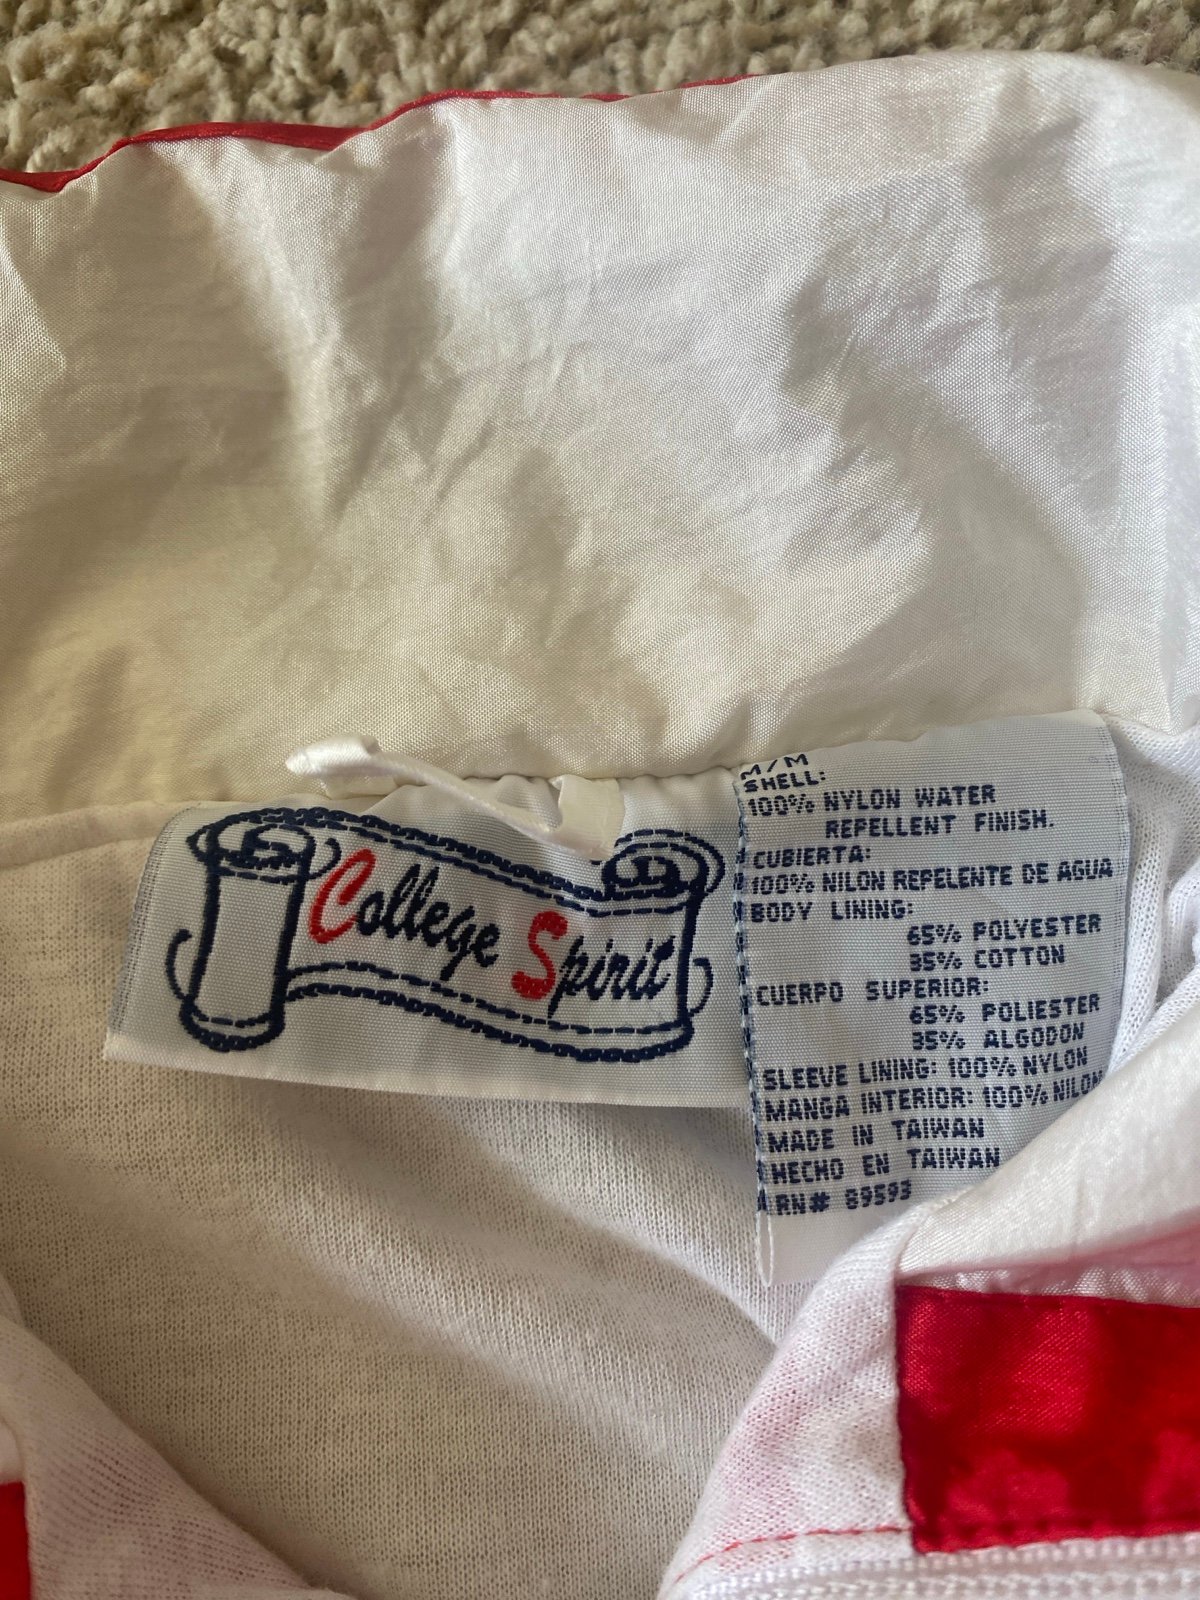 College Spirit
M/M
SHELL:
100% NYLON WATER
REPELLENT FINISH.
CUBIERTA:
100% NILON REPELENTE DE AGUA
BODY LINING:
65% POLYESTER
35% COTTON
CUERPO SUPERIOR:
65% POLIESTER
35% ALGODON
SLEEVE LINING: 100% NYLON
MANGA INTERIOR: 100% NILON
MADE IN TAIWAN
HECHO EN TAIWAN
RN# 89593